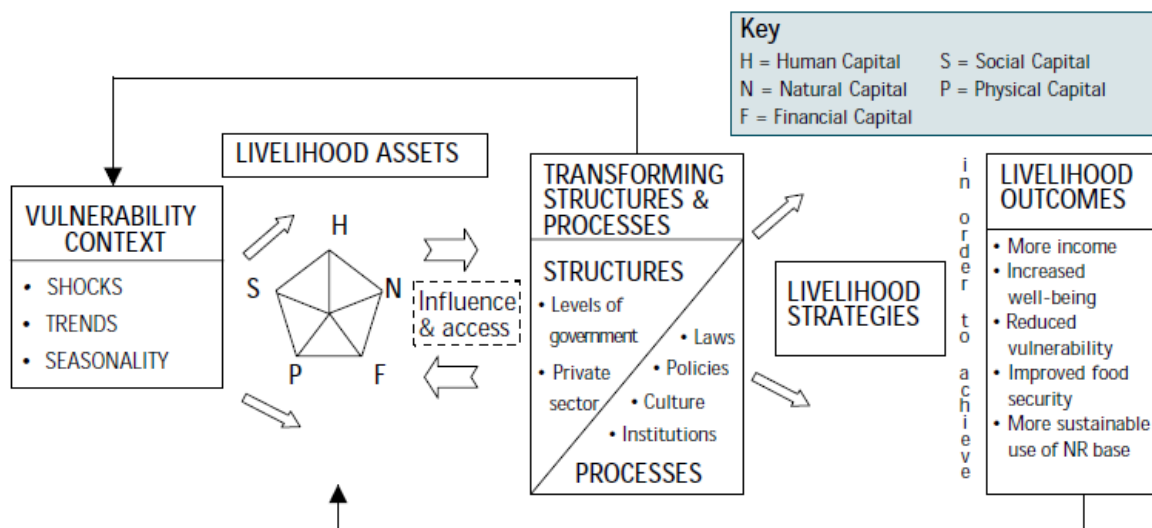 Key
H = Human Capital S = Social Capital
N = Natural Capital P = Physical Capital
F = Financial Capital
LIVELIHOOD ASSETS
VULNERABILITY
CONTEXT
• SHOCKS
• TRENDS
• SEASONALITY
H
S
N
P
F
Influence
& access
TRANSFORMING
STRUCTURES &
PROCESSES
STRUCTURES
• Levels of
government
• Private
sector
• Laws
• Policies
• Culture
• Institutions
PROCESSES
LIVELIHOOD
STRATEGIES
in order to achieve
LIVELIHOOD
OUTCOMES
• More income
• Increased
well-being
• Reduced
vulnerability
• Improved food
security
• More sustainable
use of NR base